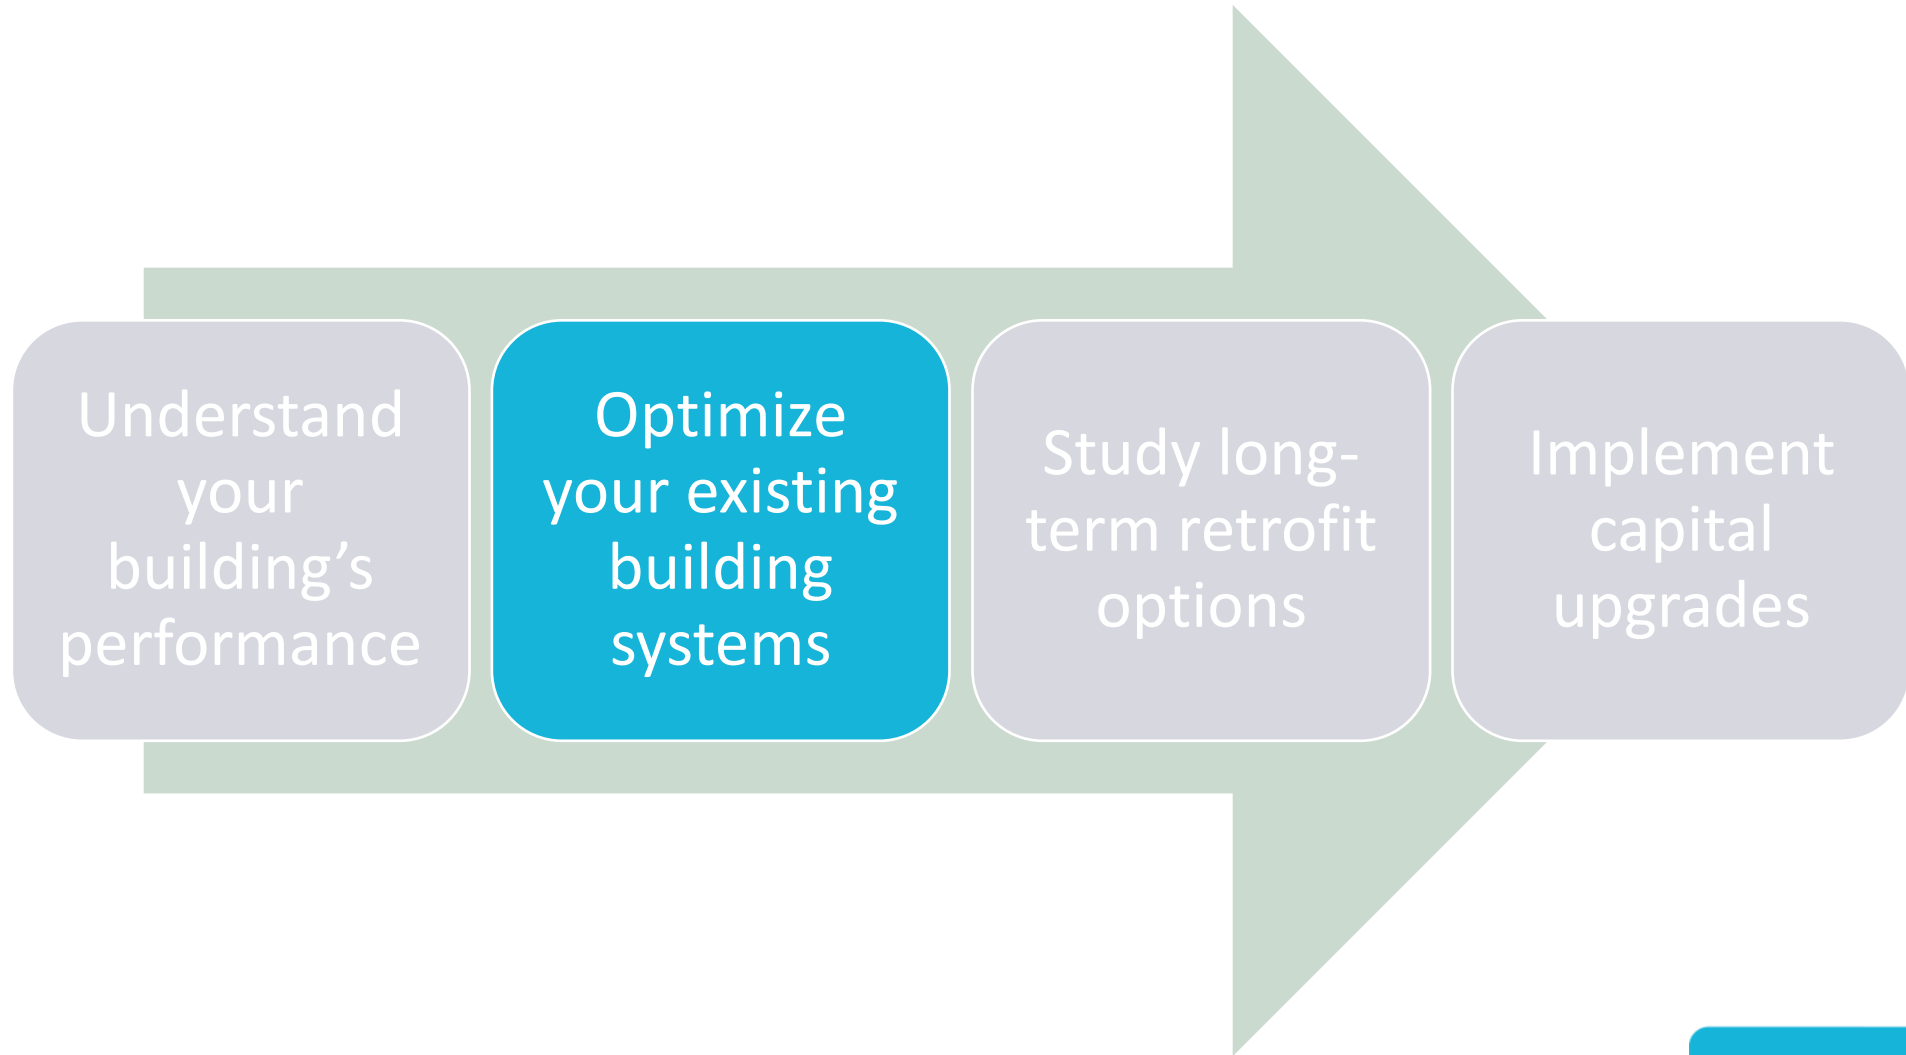 Understand
your
building’s
performance
Optimize
your existing
building
systems
Study long-
term retrofit
options
Implement
capital
upgrades